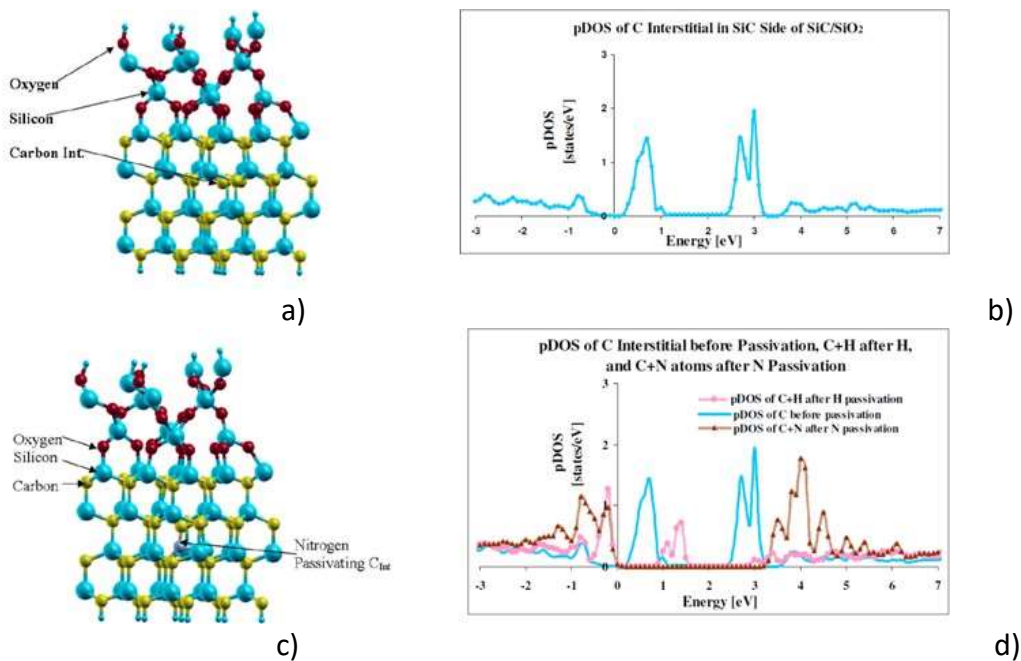 Oxygen
Silicon
Carbon Int.
a)
pDOS of C Interstitial in SiC Side of SiC/SiO₂
pDOS
[states/eV]
3
2
1
0
-3 -2 -1 0 1 2 3 4 5 6 7
Energy [eV]
b)
Oxygen
Silicon
Carbon
Nitrogen
Passivating C_Int
c)
pDOS of C Interstitial before Passivation, C+H after H,
and C+N atoms after N Passivation
pDOS
[states/eV]
3
2
1
0
pDOS of C+H after H passivation
pDOS of C before passivation
pDOS of C+N after N passivation
-3 -2 -1 0 1 2 3 4 5 6 7
Energy [eV]
d)